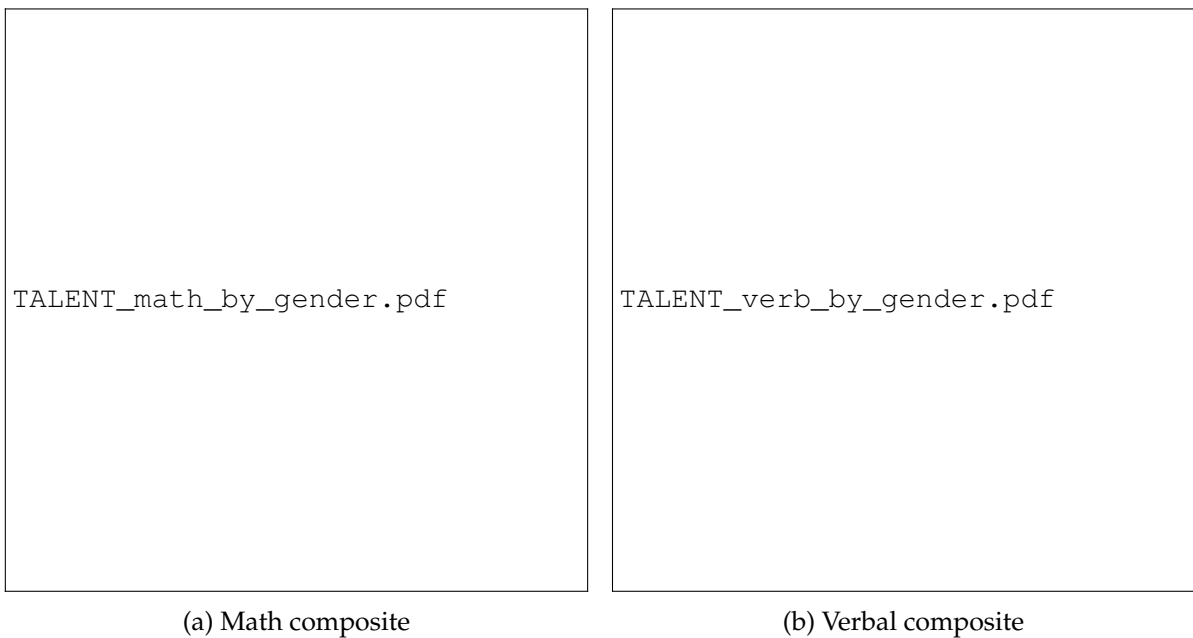 TALENT_math_by_gender.pdf
TALENT_verb_by_gender.pdf
(a) Math composite
(b) Verbal composite